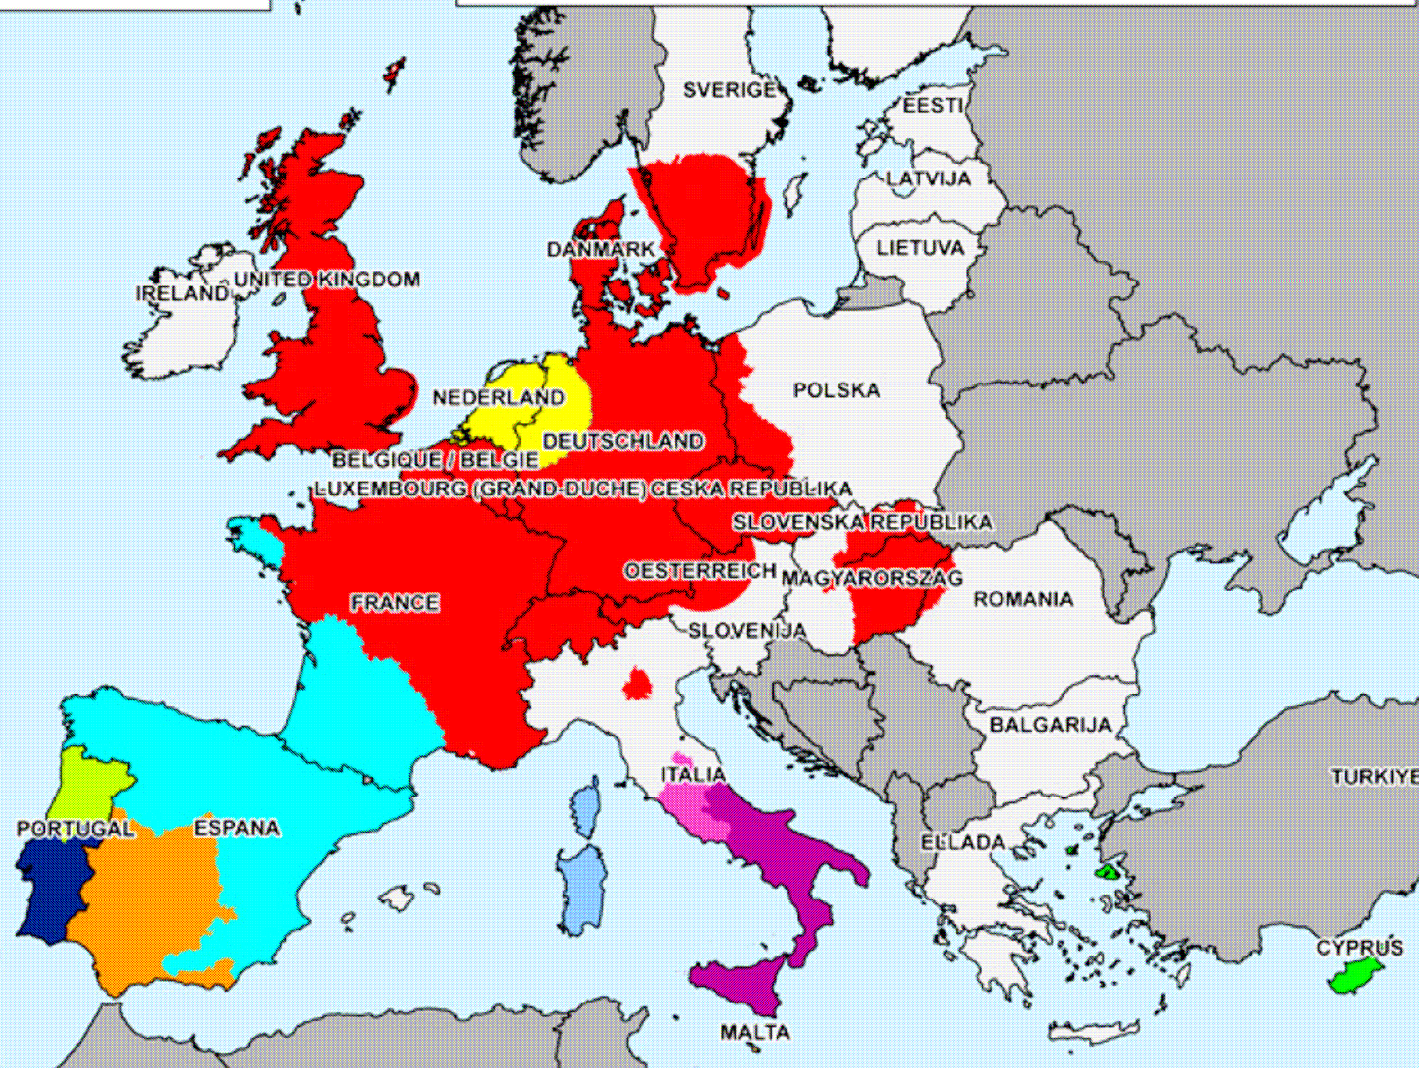 SVERIGE
EESTI
LATVIJA
LIETUVA
DANMARK
UNITED KINGDOM
IRELAND
POLSKA
NEDERLAND
DEUTSCHLAND
BELGIQUE / BELGIE
LUXEMBOURG (GRAND-DUCHE)
CESKA REPUBLIKA
SLOVENSKA REPUBLIKA
OESTERREICH
MAGYARORSZAG
FRANCE
ROMANIA
SLOVENIJA
BALGARIJA
ITALIA
TURKIYE
PORTUGAL
ESPANA
ELLADA
CYPRUS
MALTA